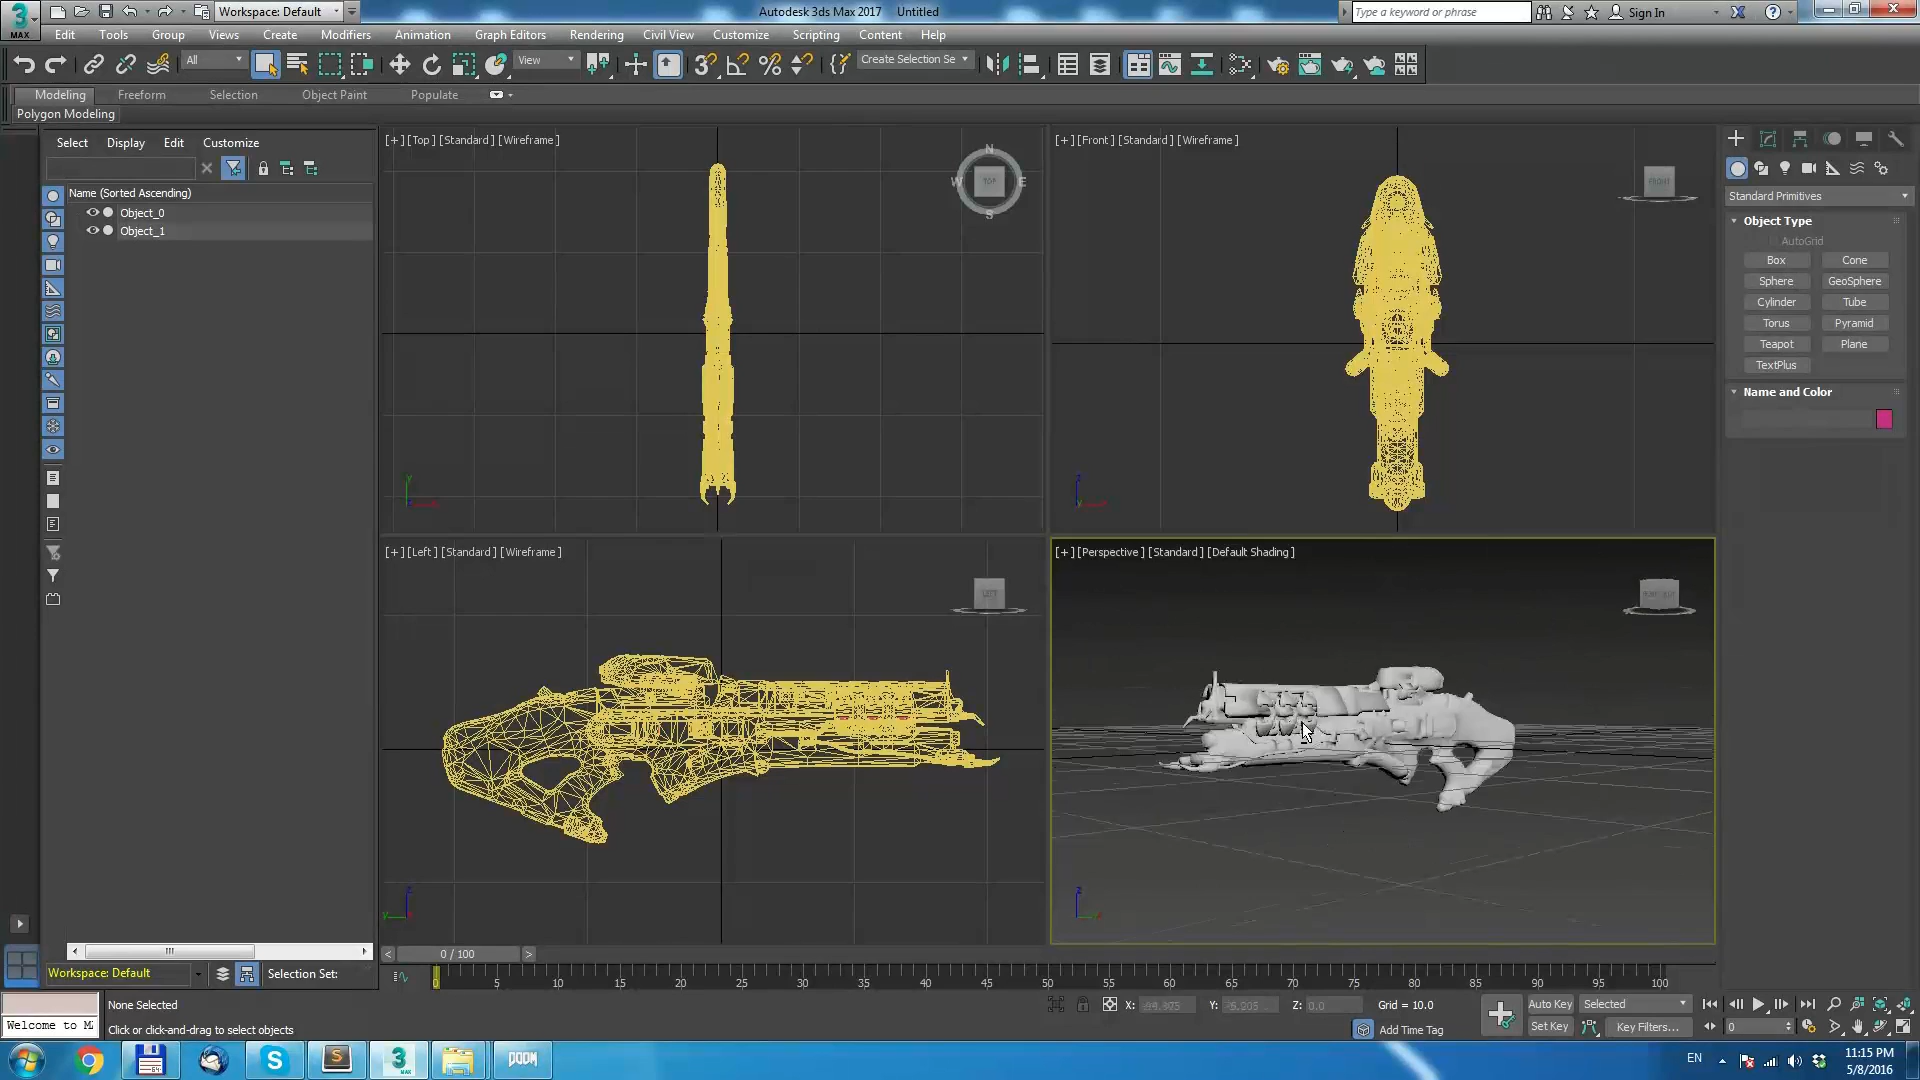 3 MAX
Workspace: Default
Autodesk 3ds Max 2017 Untitled
Type a keyword or phrase
Sign In
Edit Tools Group Views Create Modifiers Animation Graph Editors Rendering Civil View Customize Scripting Content Help
All
View
Create Selection Se
Modeling Freeform Selection Object Paint Populate
Polygon Modeling
Select Display Edit Customize
Name (Sorted Ascending)
Object_0
Object_1
[+] [Top] [Standard] [Wireframe]
N
W TOP E
S
[+] [Front] [Standard] [Wireframe]
FRONT
[+] [Left] [Standard] [Wireframe]
LEFT
[+] [Perspective] [Standard] [Default Shading]
Standard Primitives
Object Type
AutoGrid
Box Cone
Sphere GeoSphere
Cylinder Tube
Torus Pyramid
Teapot Plane
TextPlus
Name and Color
0 / 100
Workspace: Default
Selection Set:
0 5 10 15 20 25 30 35 40 45 50 55 60 65 70 75 80 85 90 95 100
None Selected
X: Y: Z: 0.0 Grid = 10.0
Auto Key Selected
Welcome to M
Click or click-and-drag to select objects
Add Time Tag
Set Key Key Filters...
0
DOOM
EN
11:15 PM
5/8/2016